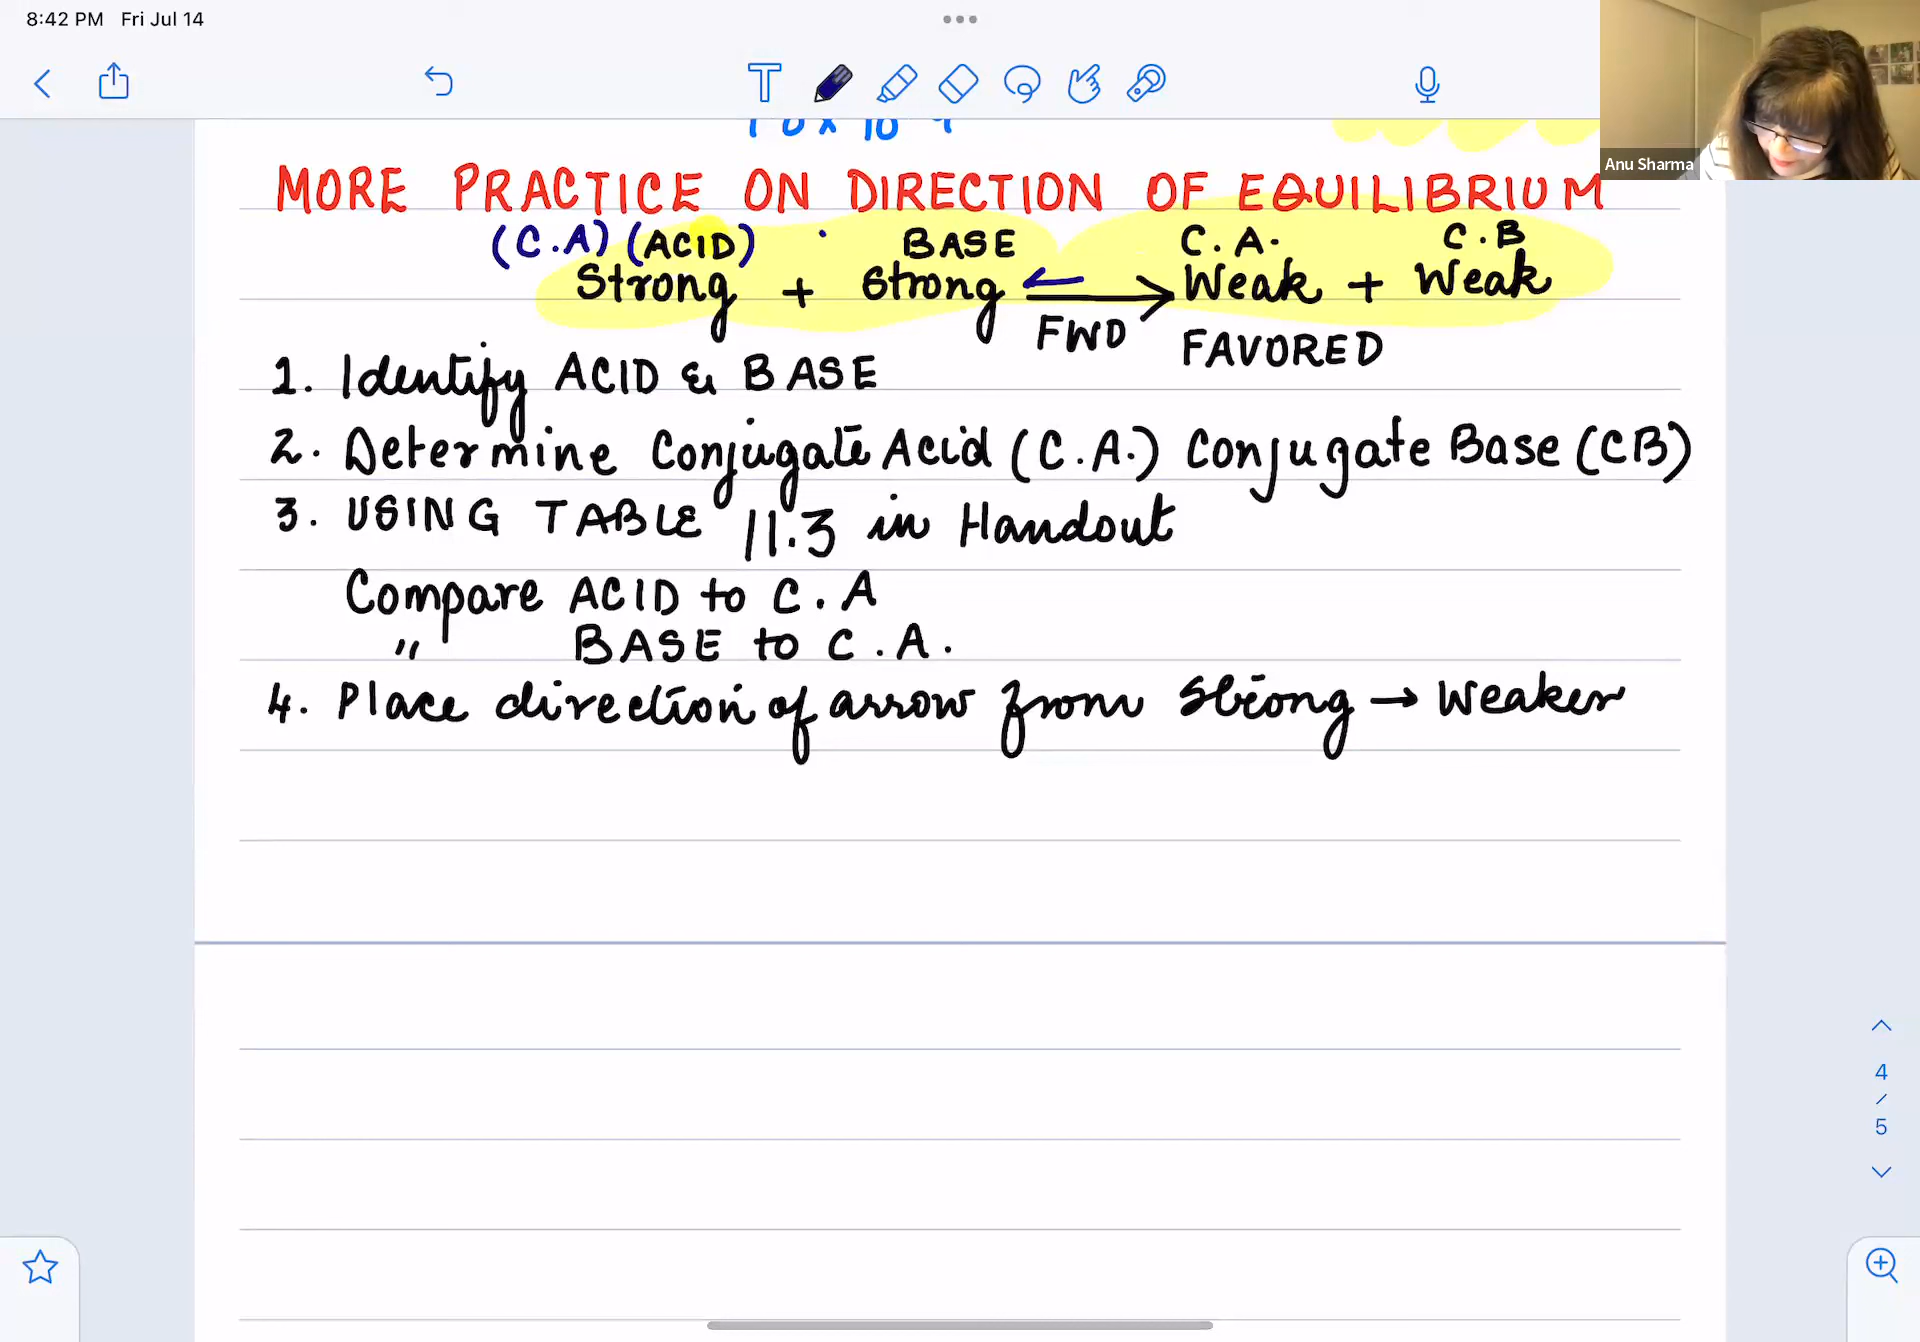 8:42 PM Fri Jul 14
Anu Sharma
MORE PRACTICE ON DIRECTION OF EQUILIBRIUM
(C.A) (ACID) BASE C.A. C.B
Strong + Strong ⇌ Weak + Weak
FWD FAVORED
1. Identify ACID & BASE
2. Determine Conjugate Acid (C.A.) Conjugate Base (CB)
3. USING TABLE 11.3 in Handout
Compare ACID to C.A
" BASE to C.A.
4. Place direction of arrow from Strong → Weaker
4
/
5